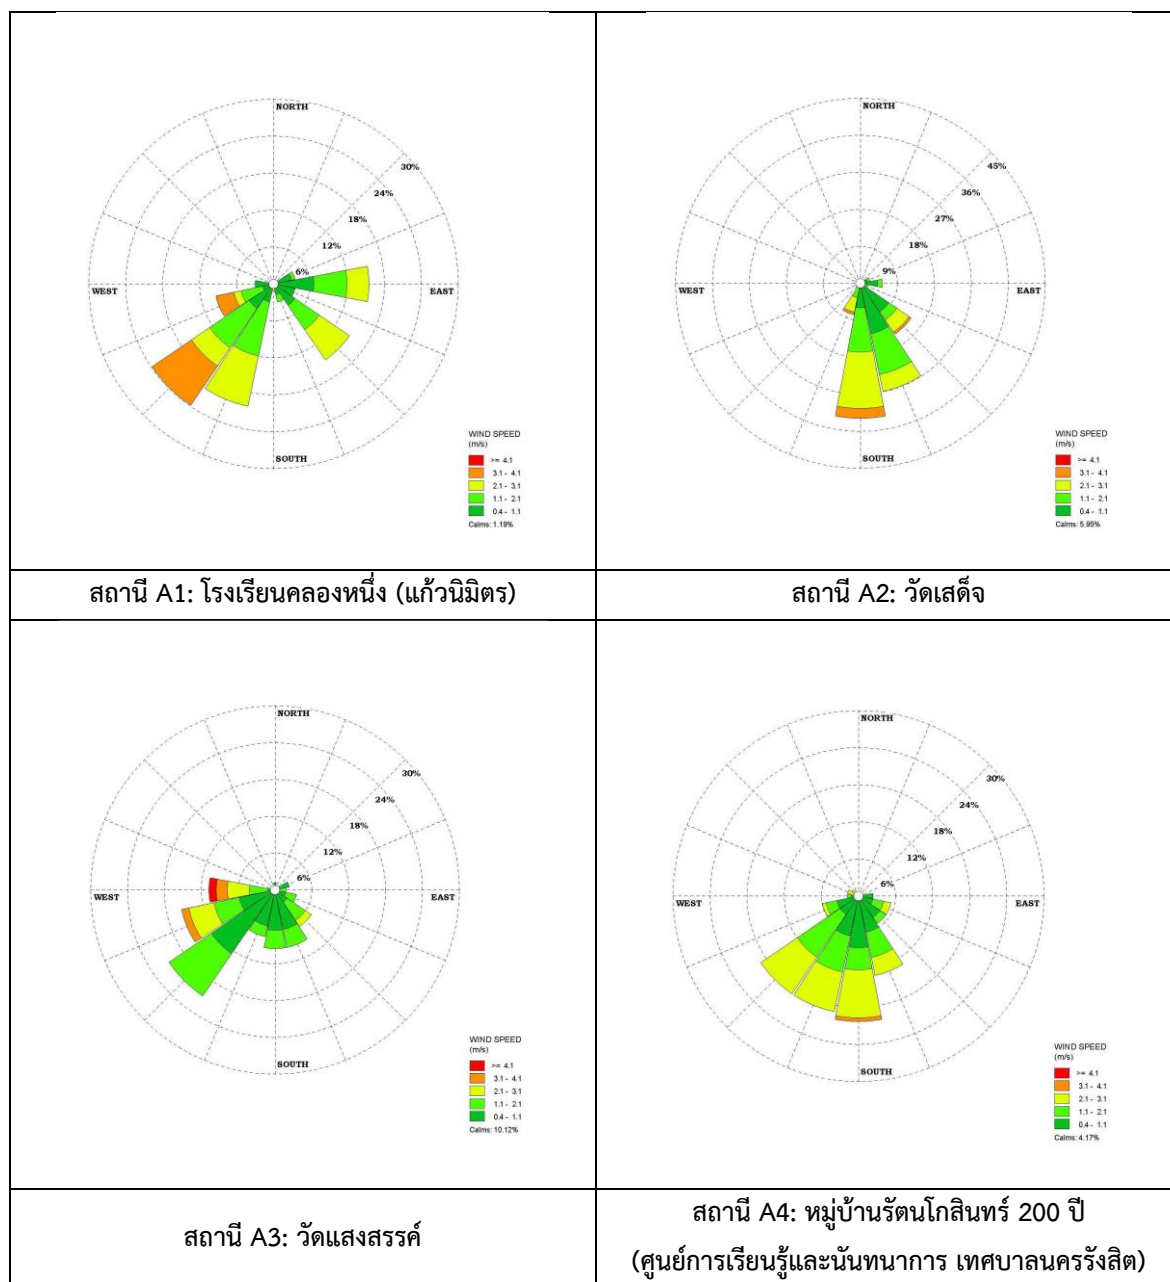 NORTH
30%
24%
18%
12%
6%
WEST
EAST
SOUTH
WIND SPEED
(m/s)
>= 4.1
3.1 - 4.1
2.1 - 3.1
1.1 - 2.1
0.4 - 1.1
Calms: 1.19%
NORTH
45%
36%
27%
18%
9%
WEST
EAST
SOUTH
WIND SPEED
(m/s)
>= 4.1
3.1 - 4.1
2.1 - 3.1
1.1 - 2.1
0.4 - 1.1
Calms: 5.95%
สถานี A1: โรงเรียนคลองหนึ่ง (แก้วนิมิตร)
สถานี A2: วัดเสด็จ
NORTH
30%
24%
18%
12%
6%
WEST
EAST
SOUTH
WIND SPEED
(m/s)
>= 4.1
3.1 - 4.1
2.1 - 3.1
1.1 - 2.1
0.4 - 1.1
Calms: 10.12%
NORTH
30%
24%
18%
12%
6%
WEST
EAST
SOUTH
WIND SPEED
(m/s)
>= 4.1
3.1 - 4.1
2.1 - 3.1
1.1 - 2.1
0.4 - 1.1
Calms: 4.17%
สถานี A3: วัดแสงสรรค์
สถานี A4: หมู่บ้านรัตนโกสินทร์ 200 ปี
(ศูนย์การเรียนรู้และนันทนาการ เทศบาลนครรังสิต)